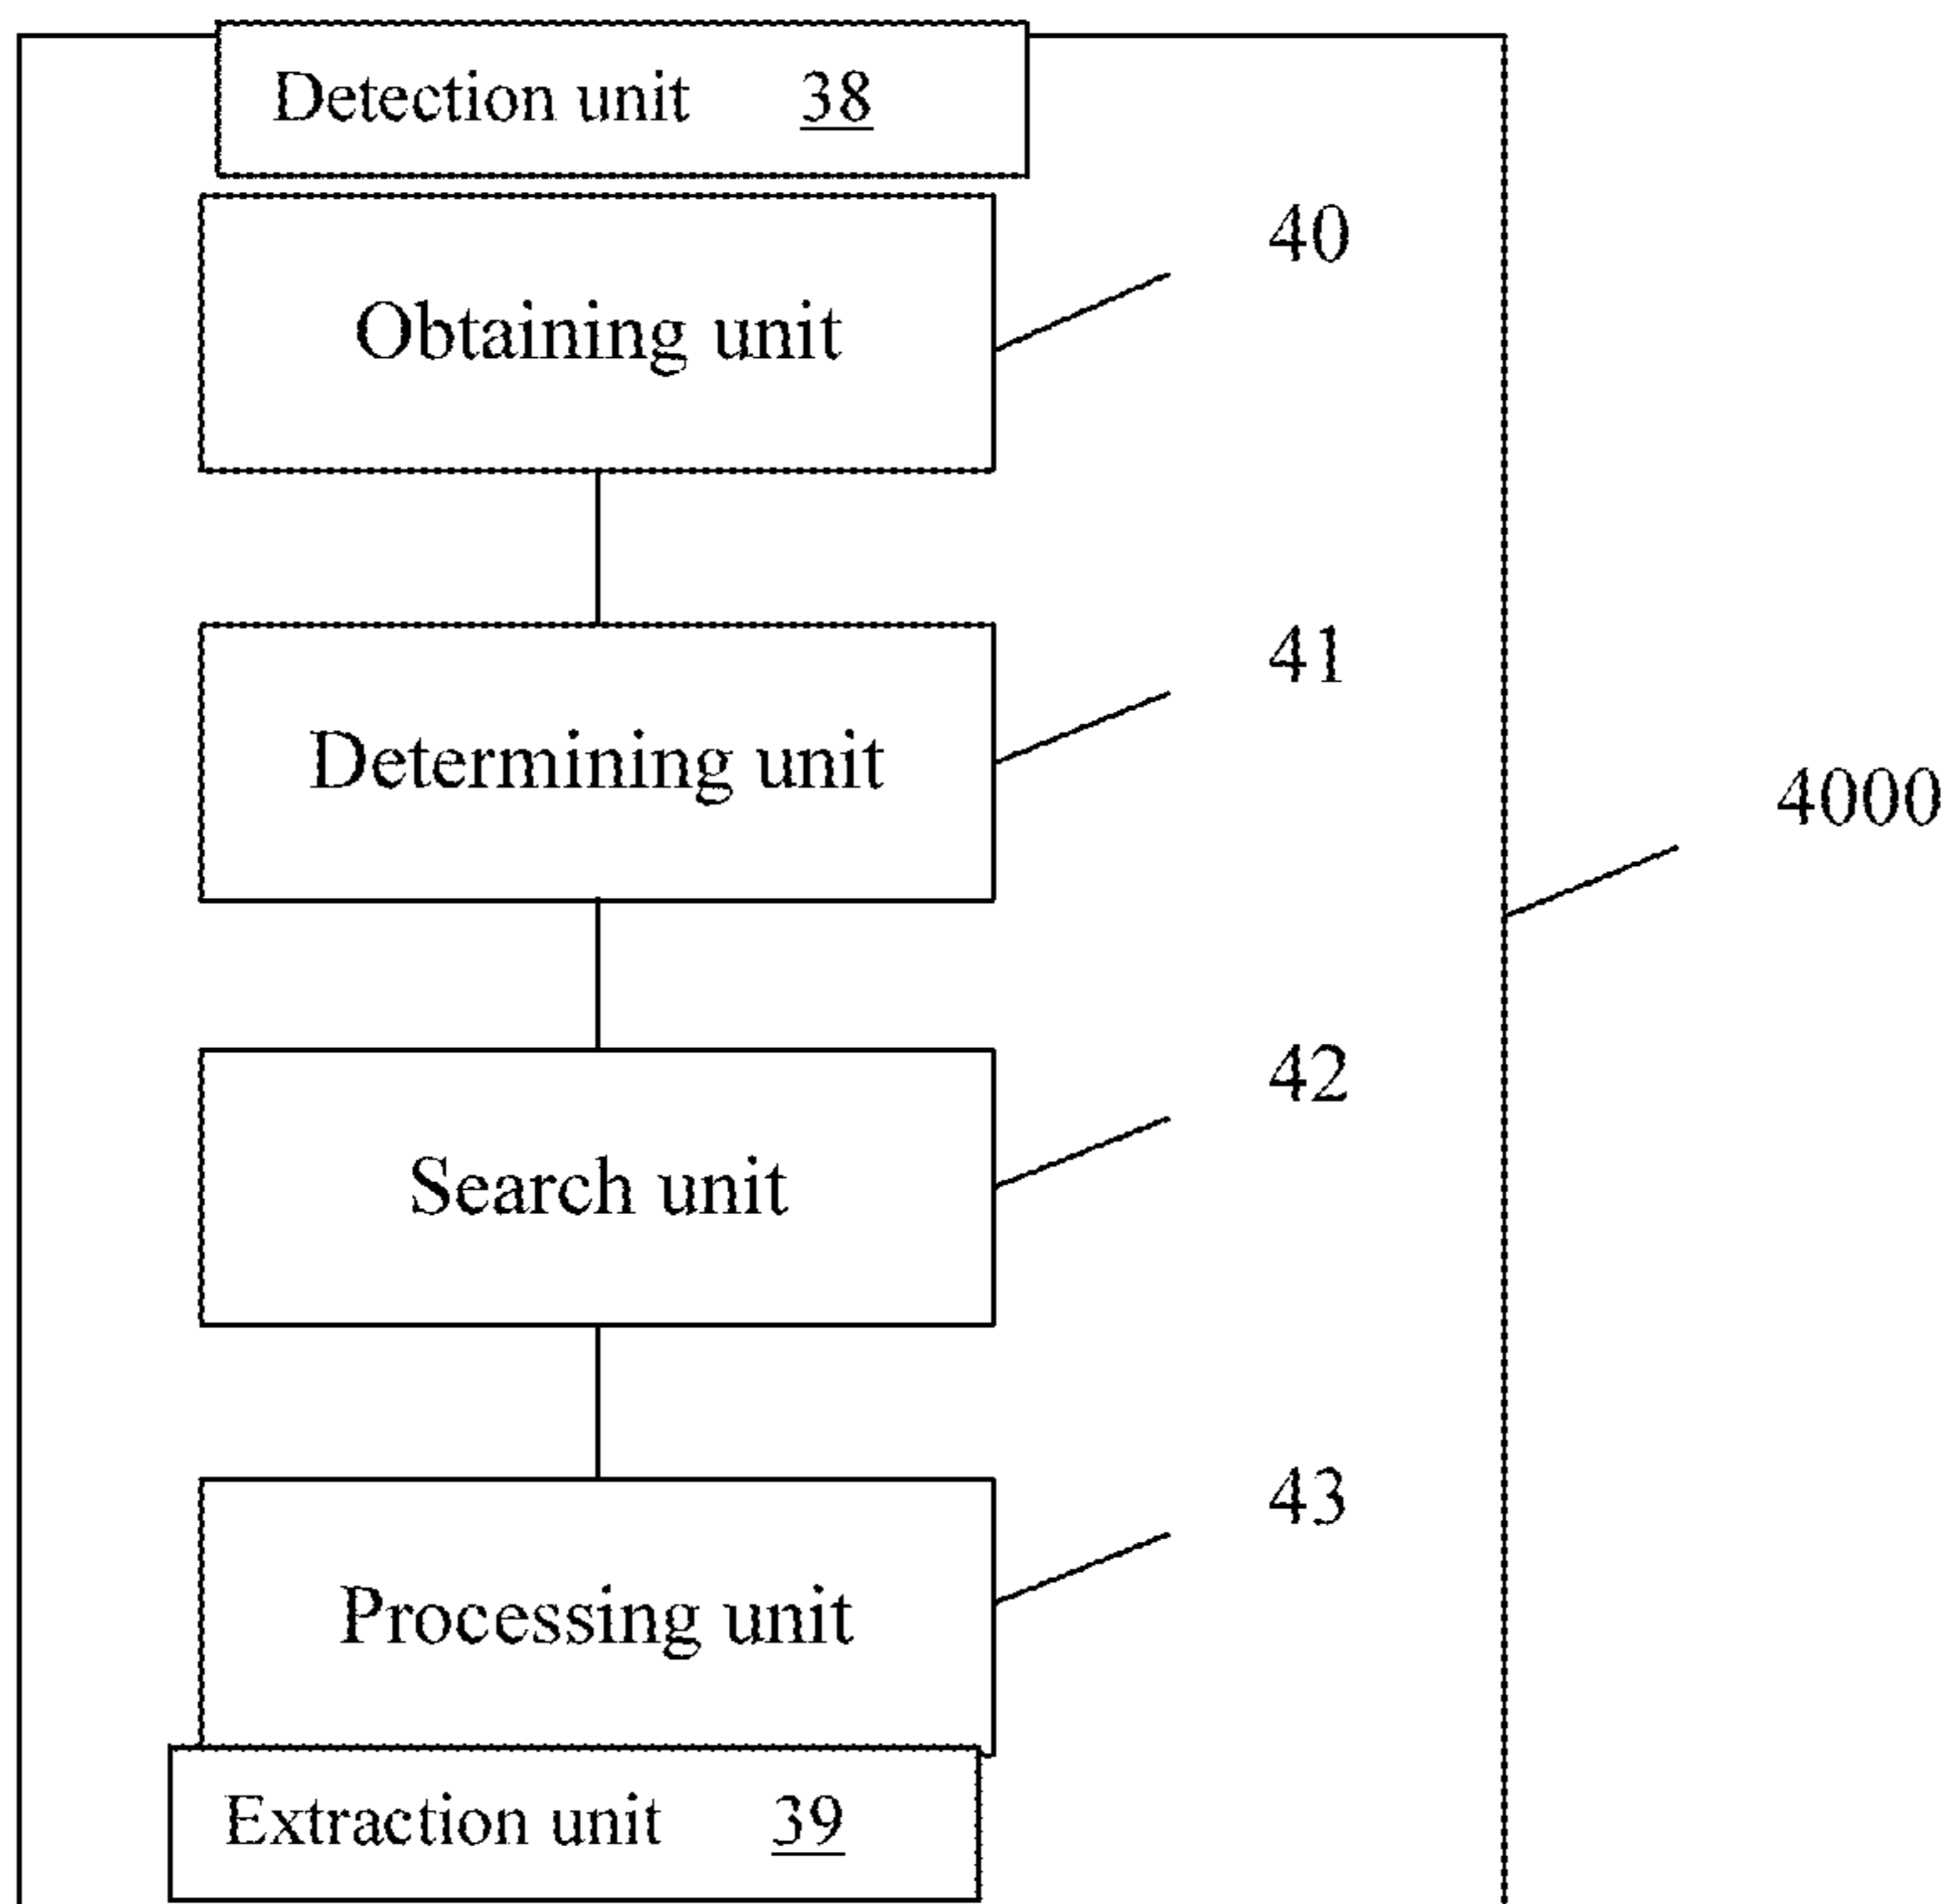 Detection unit 38
40
Obtaining unit
41
Determining unit
4000
42
Search unit
43
Processing unit
Extraction unit 39